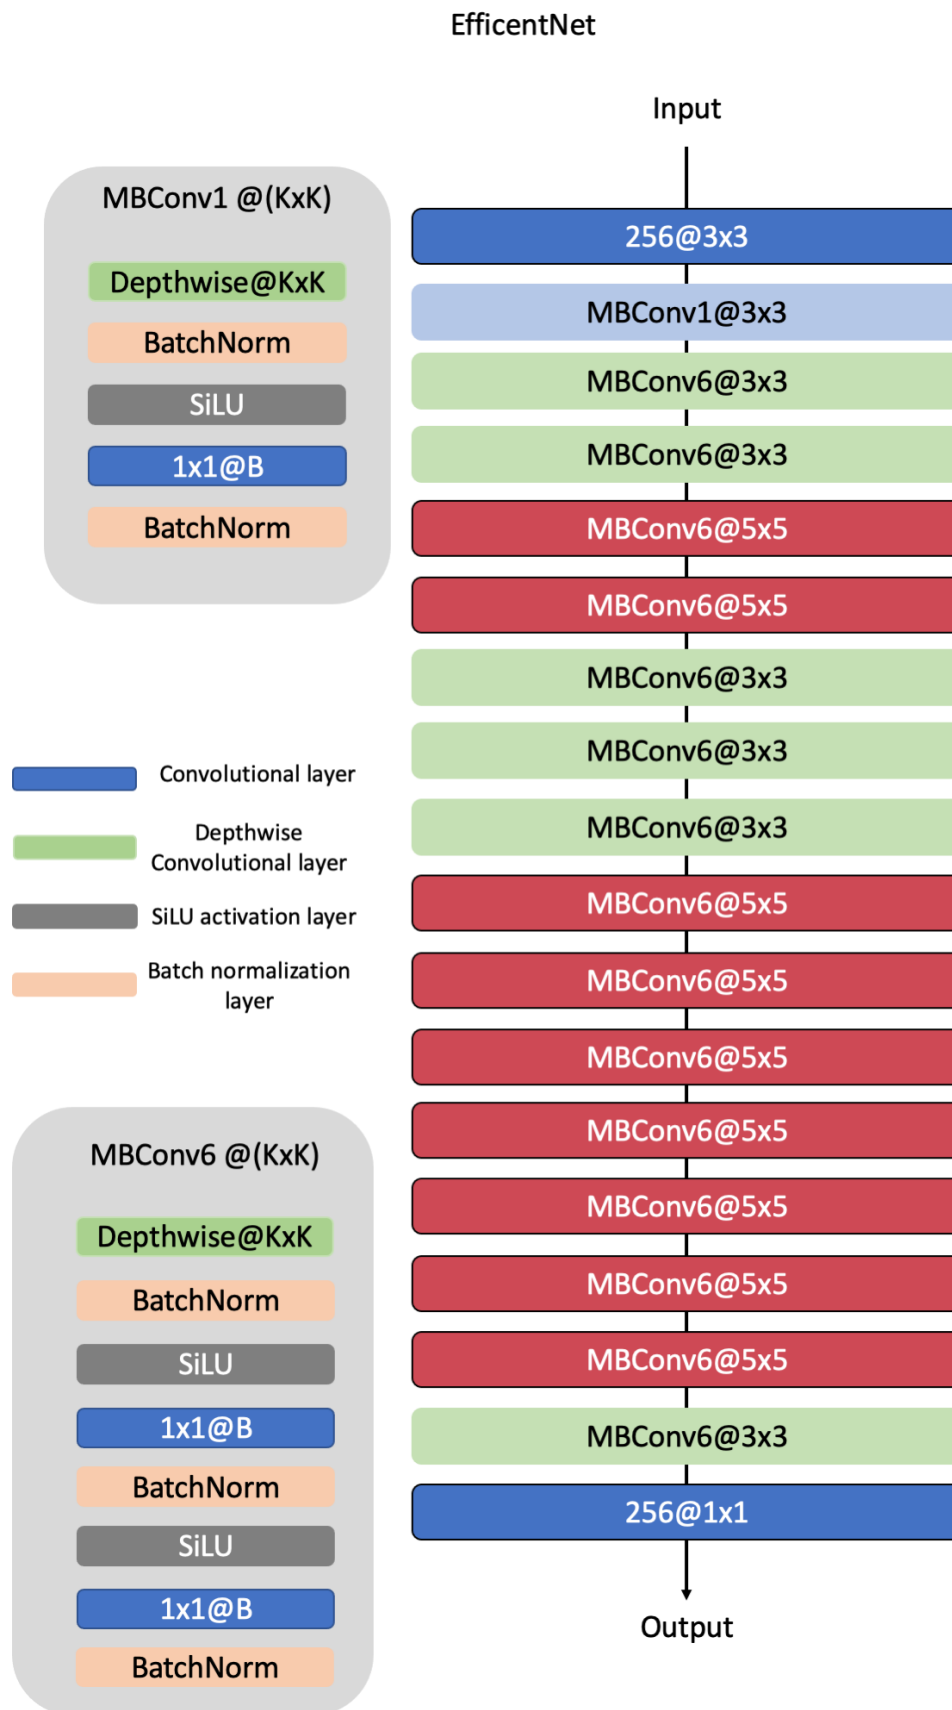 EfficentNet
Input
MBConv1 @(KxK)
Depthwise@KxK
BatchNorm
SiLU
1x1@B
BatchNorm
Convolutional layer
Depthwise
Convolutional layer
SiLU activation layer
Batch normalization
layer
MBConv6 @(KxK)
Depthwise@KxK
BatchNorm
SiLU
1x1@B
BatchNorm
SiLU
1x1@B
BatchNorm
256@3x3
MBConv1@3x3
MBConv6@3x3
MBConv6@3x3
MBConv6@5x5
MBConv6@5x5
MBConv6@3x3
MBConv6@3x3
MBConv6@3x3
MBConv6@5x5
MBConv6@5x5
MBConv6@5x5
MBConv6@5x5
MBConv6@5x5
MBConv6@5x5
MBConv6@5x5
MBConv6@3x3
256@1x1
Output